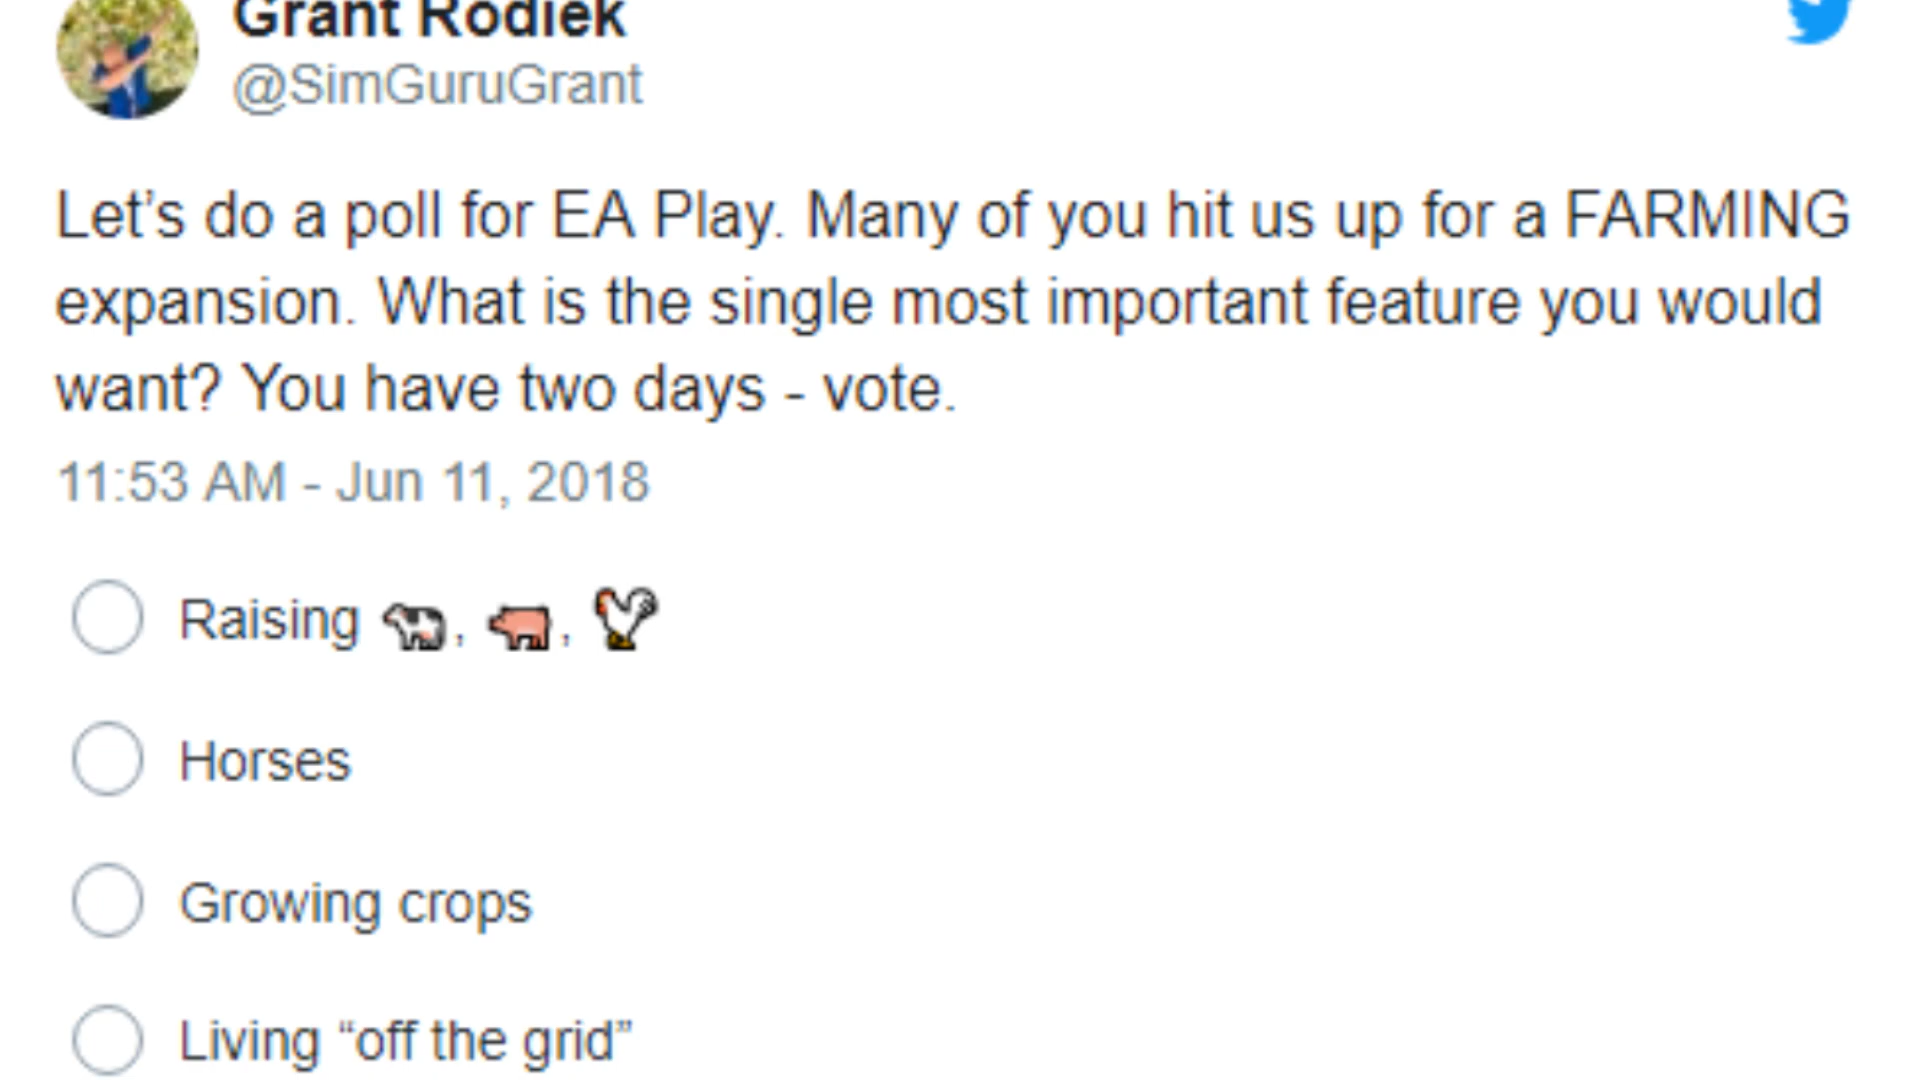 Grant Rodiek
@SimGuruGrant
Let’s do a poll for EA Play. Many of you hit us up for a FARMING
expansion. What is the single most important feature you would
want? You have two days - vote.
11:53 AM - Jun 11, 2018
Raising 🐄, 🐖, 🐓
Horses
Growing crops
Living “off the grid”